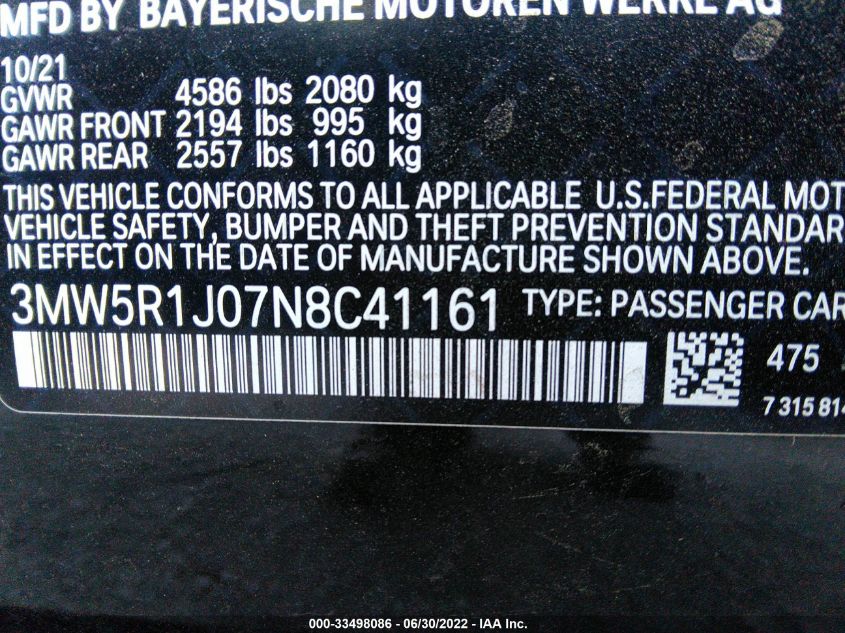 MFD BY BAYERISCHE MOTOREN WERKE AG
10/21
GVWR 4586 lbs 2080 kg
GAWR FRONT 2194 lbs 995 kg
GAWR REAR 2557 lbs 1160 kg
THIS VEHICLE CONFORMS TO ALL APPLICABLE U.S.FEDERAL MOT
VEHICLE SAFETY, BUMPER AND THEFT PREVENTION STANDAR
IN EFFECT ON THE DATE OF MANUFACTURE SHOWN ABOVE.
3MW5R1J07N8C41161 TYPE: PASSENGER CAR
475
7 315 814
000-33498086 - 06/30/2022 - IAA Inc.